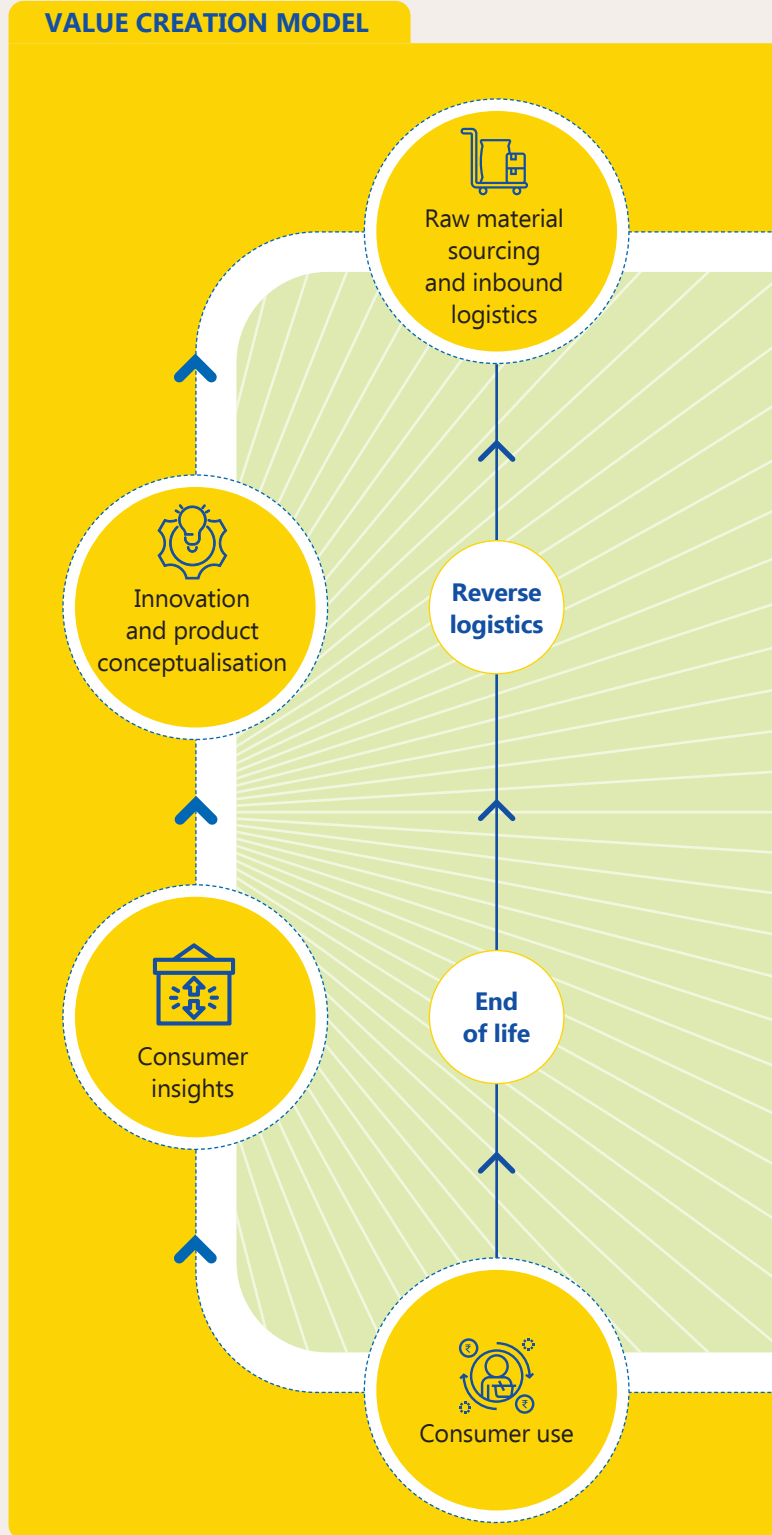 VALUE CREATION MODEL
Raw material
sourcing
and inbound
logistics
Innovation
and product
conceptualisation
Reverse
logistics
Consumer
insights
End
of life
₹
₹
Consumer use